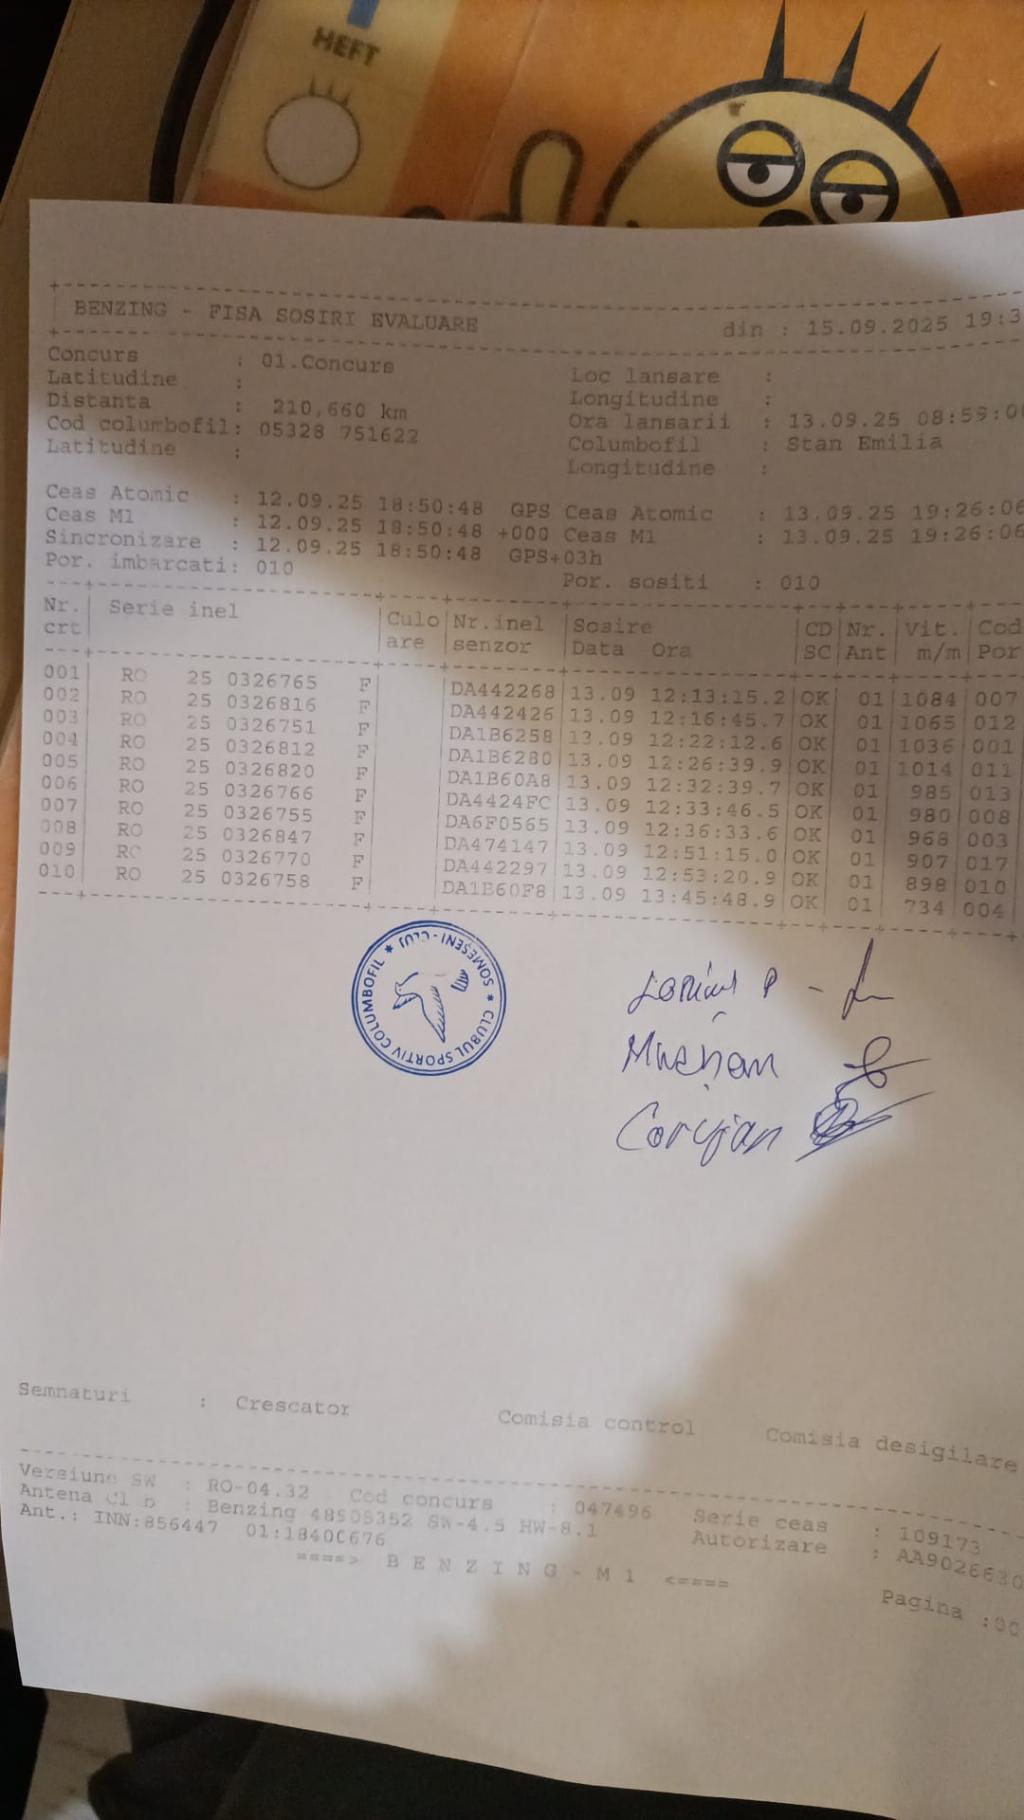 HEFT
BENZING - FISA SOSIRI EVALUARE din : 15.09.2025 19:3
Concurs : 01.Concurs Loc lansare :
Latitudine : Longitudine :
Distanta : 210,660 km Ora lansarii : 13.09.25 08:59:00
Cod columbofil: 05328 751622 Columbofil : Stan Emilia
Latitudine : Longitudine :
Ceas Atomic : 12.09.25 18:50:48 GPS Ceas Atomic : 13.09.25 19:26:06
Ceas M1 : 12.09.25 18:50:48 +000 Ceas M1 : 13.09.25 19:26:06
Sincronizare : 12.09.25 18:50:48 GPS+03h
Por. imbarcati: 010 Por. sositi : 010
Nr. Serie inel Culo Nr.inel Sosire CD Nr. Vit. Cod
crt are senzor Data Ora SC Ant m/m Por
001 RO 25 0326765 F DA442268 13.09 12:13:15.2 OK 01 1084 007
002 RO 25 0326816 F DA442426 13.09 12:16:45.7 OK 01 1065 012
003 RO 25 0326751 F DA1B6258 13.09 12:22:12.6 OK 01 1036 001
004 RO 25 0326812 F DA1B6280 13.09 12:26:39.9 OK 01 1014 011
005 RO 25 0326820 F DA1B60A8 13.09 12:32:39.7 OK 01 985 013
006 RO 25 0326766 F DA4424FC 13.09 12:33:46.5 OK 01 980 008
007 RO 25 0326755 F DA6F0565 13.09 12:36:33.6 OK 01 968 003
008 RO 25 0326847 F DA474147 13.09 12:51:15.0 OK 01 907 017
009 RO 25 0326770 F DA442297 13.09 12:53:20.9 OK 01 898 010
010 RO 25 0326758 F DA1B60F8 13.09 13:45:48.9 OK 01 734 004
* CLUBUL SPORTIV COLUMBOFIL * SOMEȘENI - CLUJ
Semnaturi : Crescator Comisia control Comisia desigilare
Versiune SW : RO-04.32 Cod concurs : 047496 Serie ceas : 109173
Antena Cl b : Benzing 48505352 SW-4.5 HW-8.1 Autorizare : AA9026630
Ant.: INN:856447 01:1840C676
====> B E N Z I N G - M 1 <====
Pagina :00